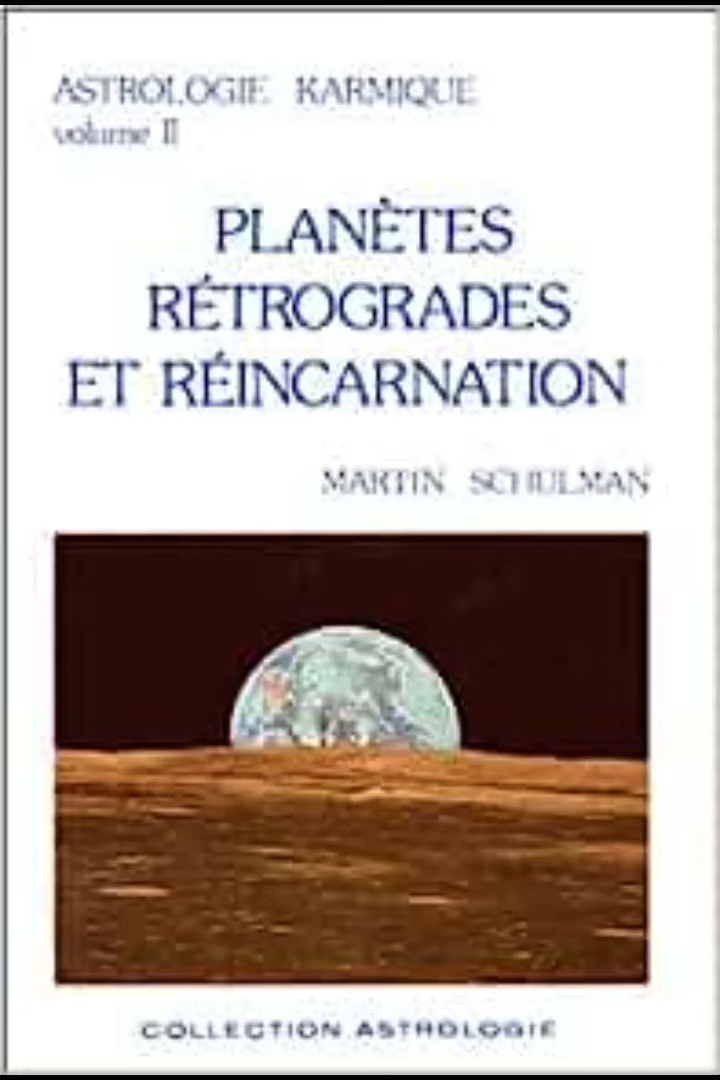 ASTROLOGIE KARMIQUE
volume II
PLANÈTES
RÉTROGRADES
ET RÉINCARNATION
MARTIN SCHULMAN
COLLECTION ASTROLOGIE